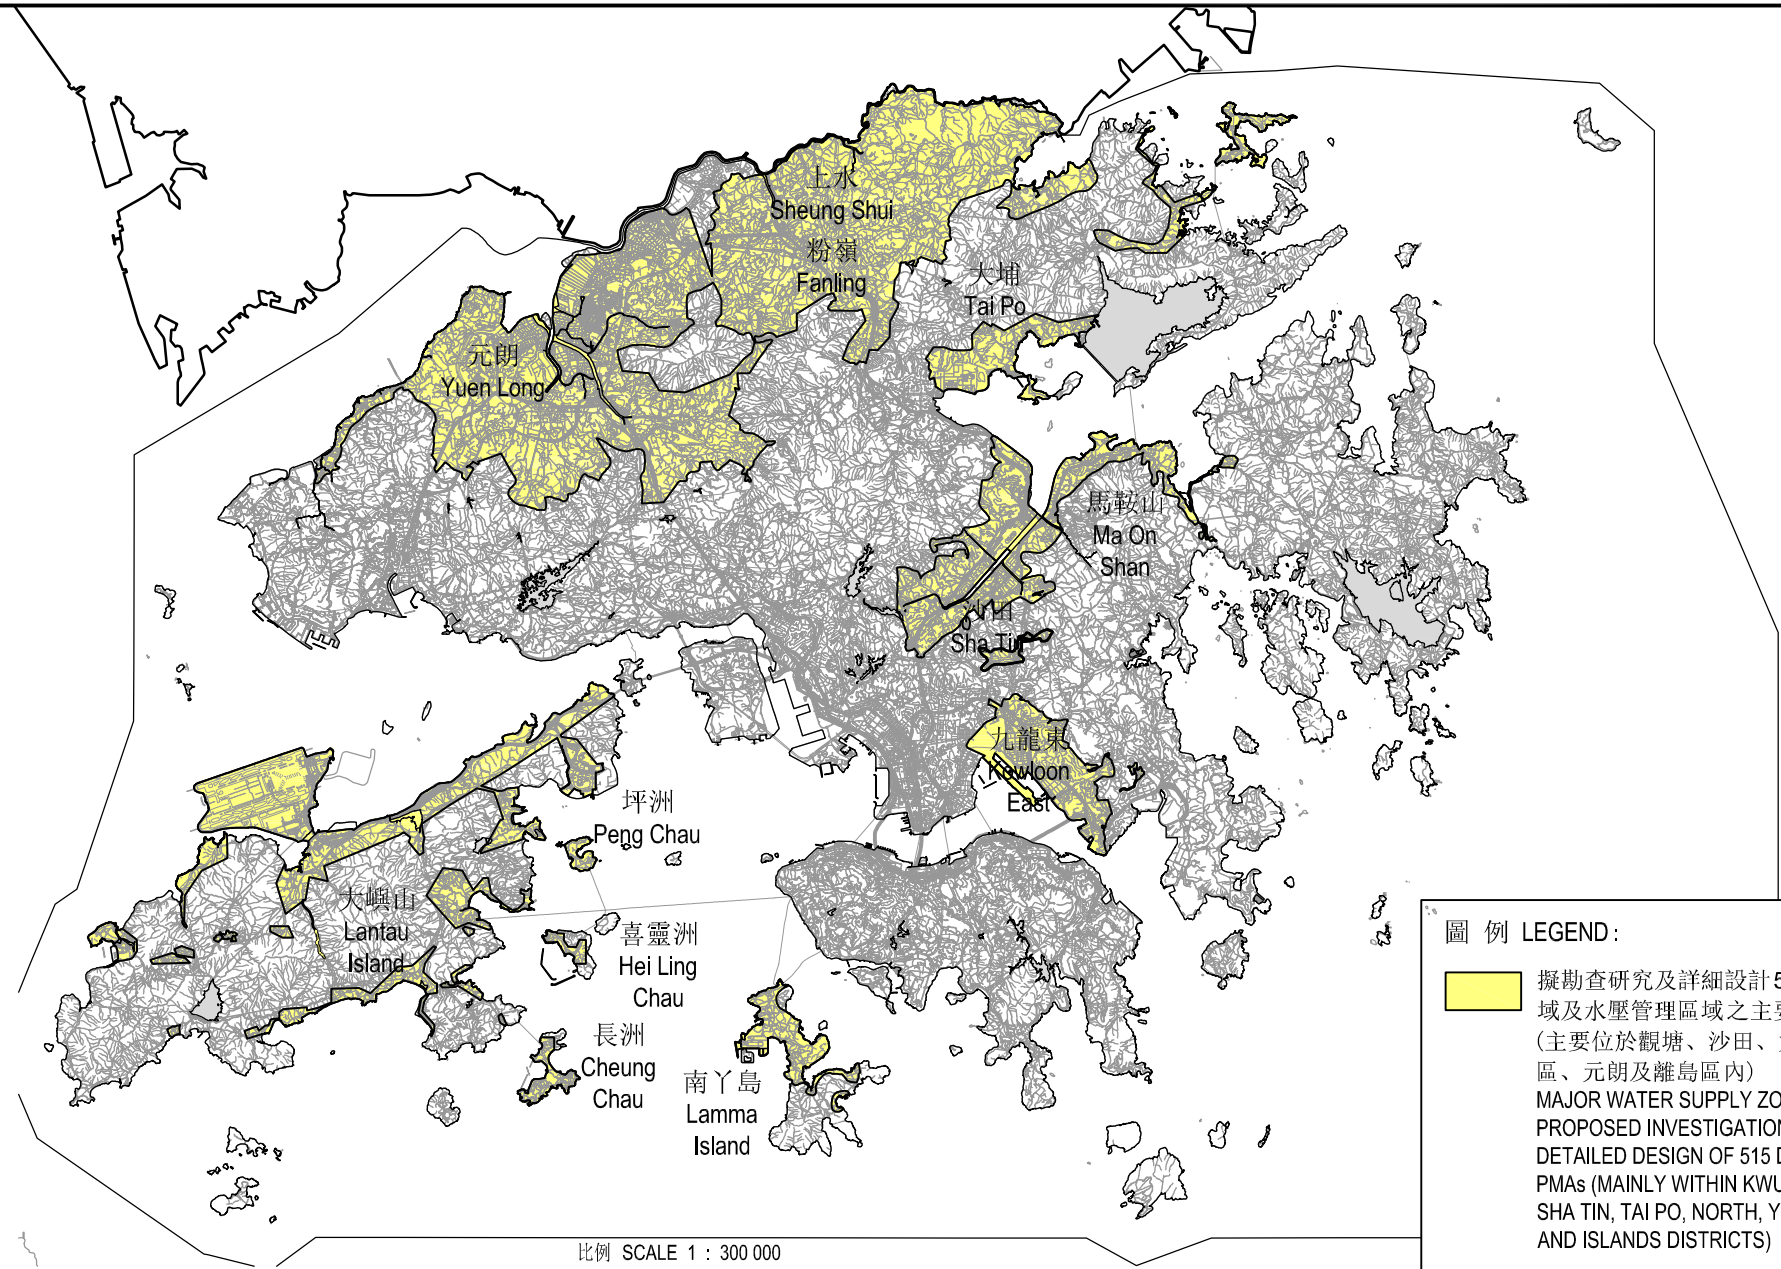 上水
Sheung Shui
粉嶺
Fanling
大埔
Tai Po
元朗
Yuen Long
馬鞍山
Ma On
Shan
沙田
Sha Tin
九龍東
Kowloon
East
坪洲
Peng Chau
大嶼山
Lantau
Island
喜靈洲
Hei Ling
Chau
長洲
Cheung
Chau
南丫島
Lamma
Island
圖 例 LEGEND :
擬勘查研究及詳細設計5
域及水壓管理區域之主要
(主要位於觀塘、沙田、
區、元朗及離島區內)
MAJOR WATER SUPPLY ZO
PROPOSED INVESTIGATION
DETAILED DESIGN OF 515 D
PMAs (MAINLY WITHIN KWU
SHA TIN, TAI PO, NORTH, Y
AND ISLANDS DISTRICTS)
比例 SCALE 1 : 300 000